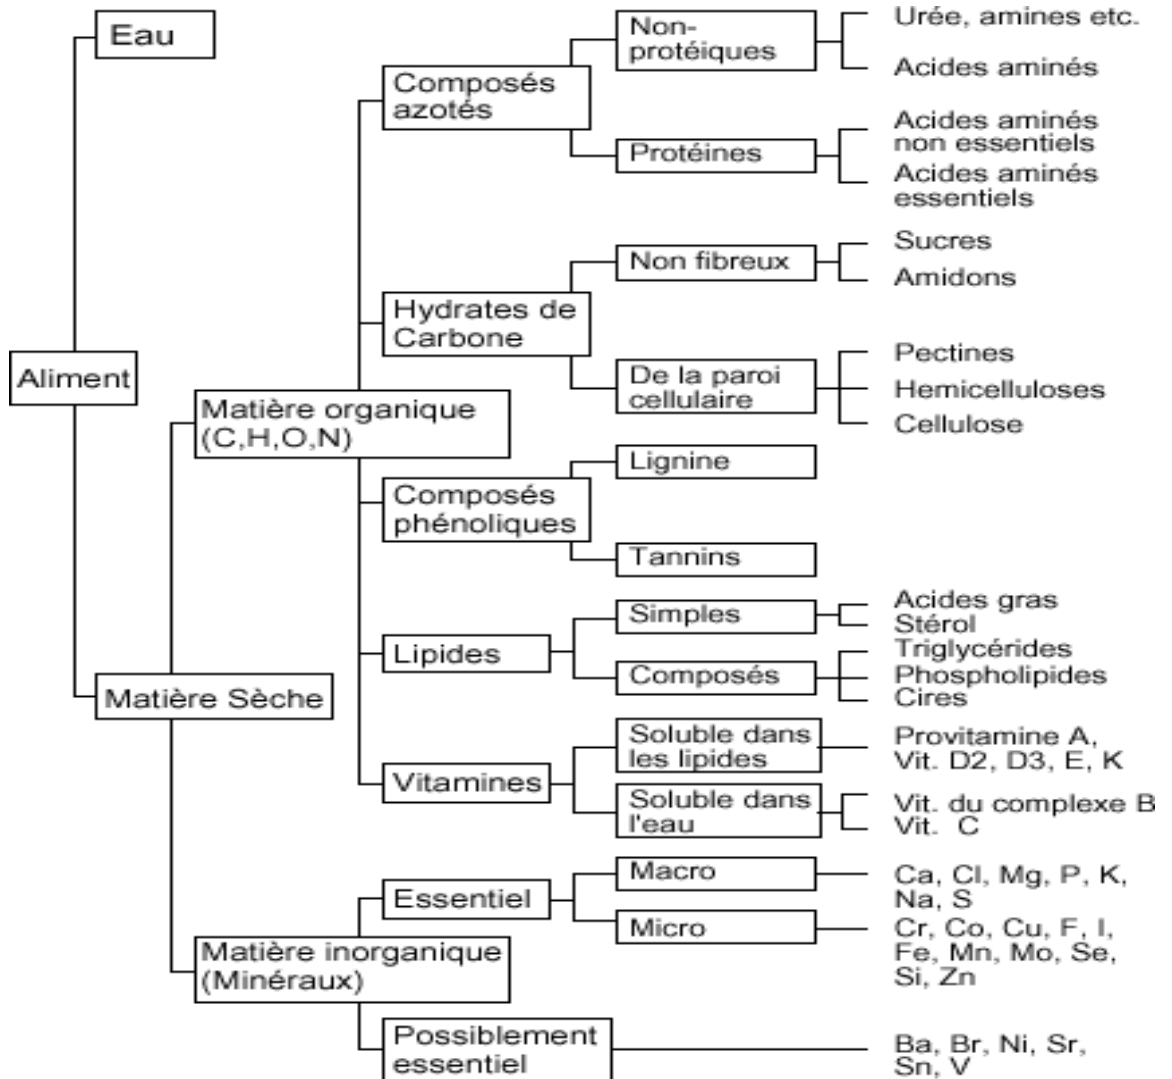 Eau
Non-
protéiques
Urée, amines etc.
Acides aminés
Composés
azotés
Protéines
Acides aminés
non essentiels
Acides aminés
essentiels
Non fibreux
Sucres
Amidons
Hydrates de
Carbone
De la paroi
cellulaire
Pectines
Hemicelluloses
Cellulose
Aliment
Matière organique
(C,H,O,N)
Lignine
Composés
phénoliques
Tannins
Simples
Acides gras
Stérol
Lipides
Composés
Triglycérides
Phospholipides
Cires
Matière Sèche
Soluble dans
les lipides
Provitamine A,
Vit. D2, D3, E, K
Vitamines
Soluble dans
l'eau
Vit. du complexe B
Vit. C
Macro
Ca, Cl, Mg, P, K,
Na, S
Essentiel
Micro
Cr, Co, Cu, F, I,
Fe, Mn, Mo, Se,
Si, Zn
Matière inorganique
(Minéraux)
Possiblement
essentiel
Ba, Br, Ni, Sr,
Sn, V